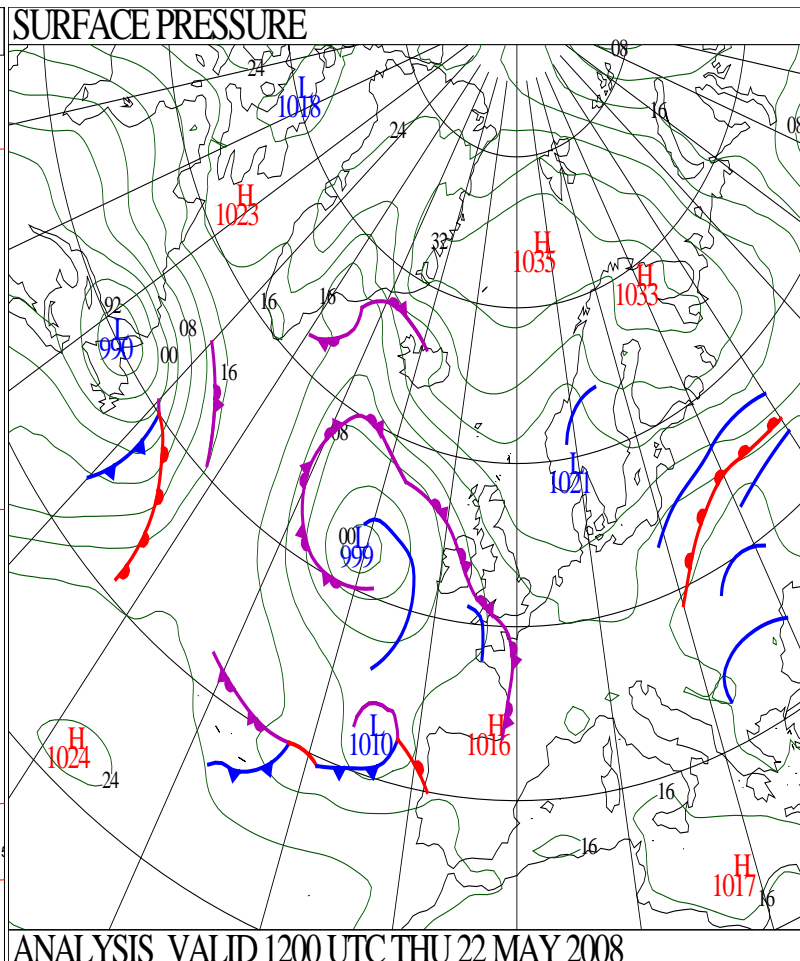 SURFACE PRESSURE
08
24
L
1018
16
08
24
H
1023
32
H
1035
H
1033
16
16
92
L
990
08
00
16
08
L
1021
00
L
999
H
1024
24
L
1010
H
1016
16
16
H
1017
16
ANALYSIS VALID 1200 UTC THU 22 MAY 2008